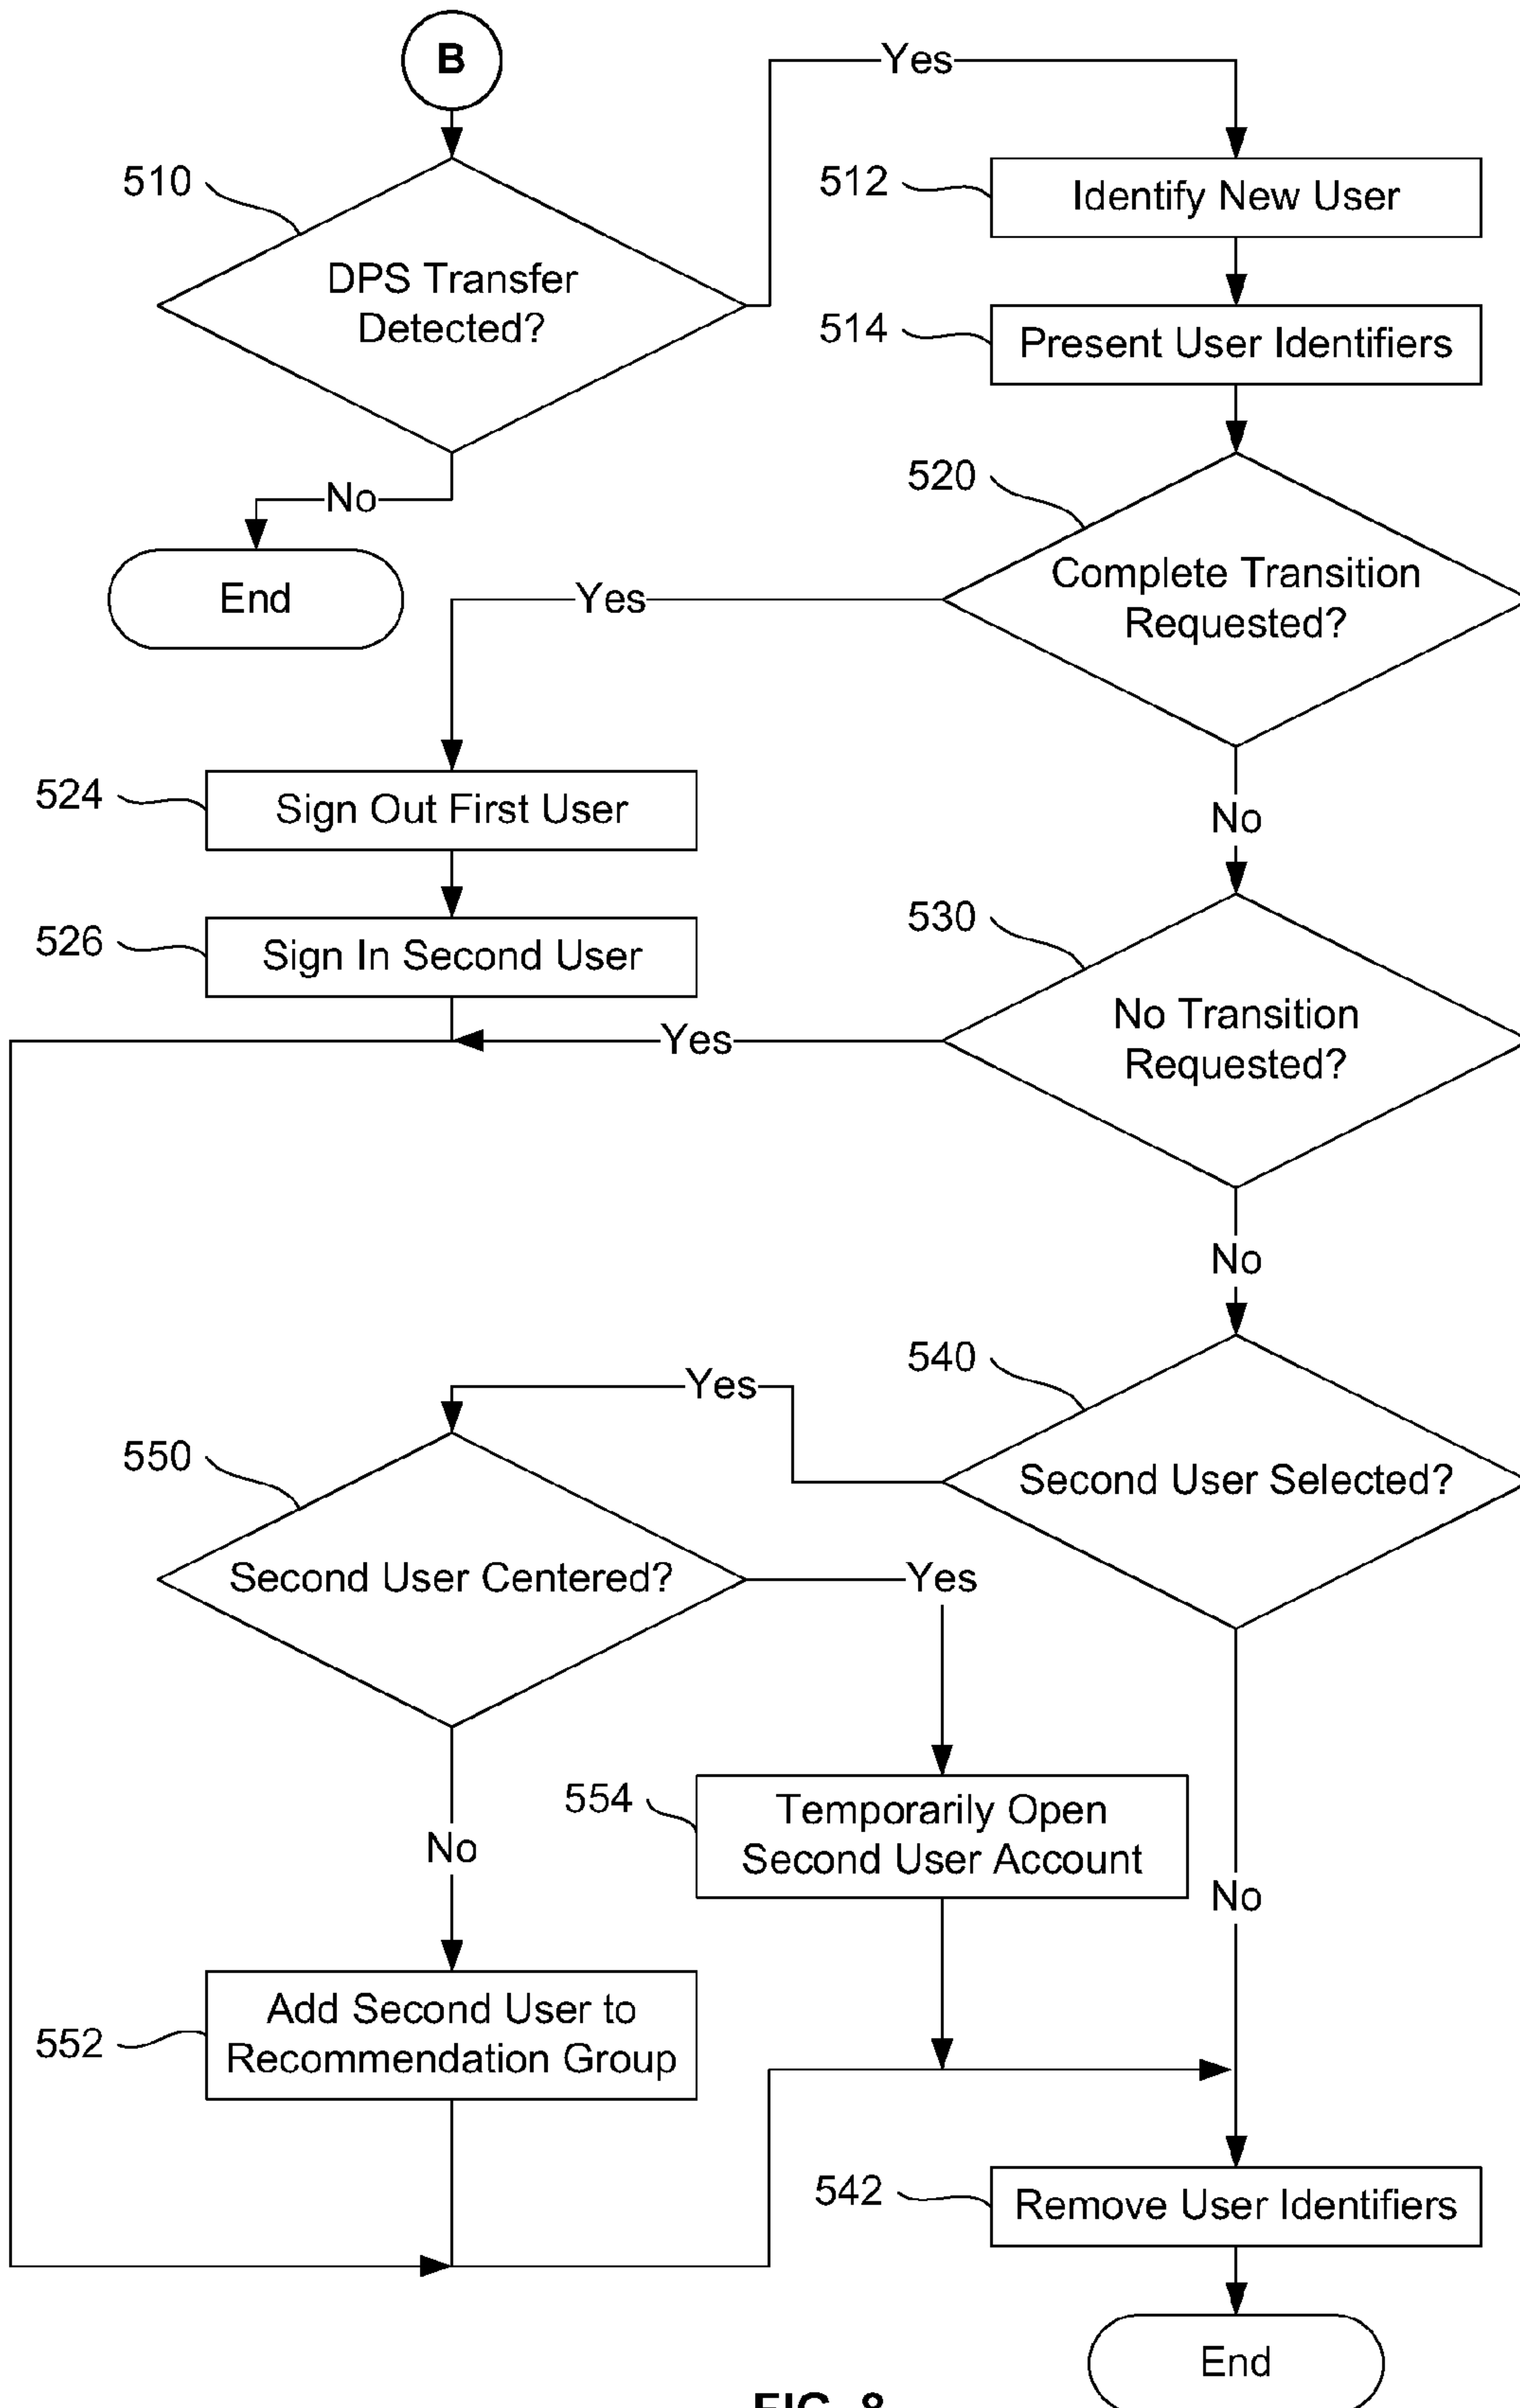 B
Yes
510
DPS Transfer
Detected?
512
Identify New User
514
Present User Identifiers
No
End
520
Complete Transition
Requested?
Yes
524
Sign Out First User
No
526
Sign In Second User
530
No Transition
Requested?
Yes
No
540
Second User Selected?
Yes
550
Second User Centered?
Yes
554
Temporarily Open
Second User Account
No
No
552
Add Second User to
Recommendation Group
542
Remove User Identifiers
End
FIG. 8